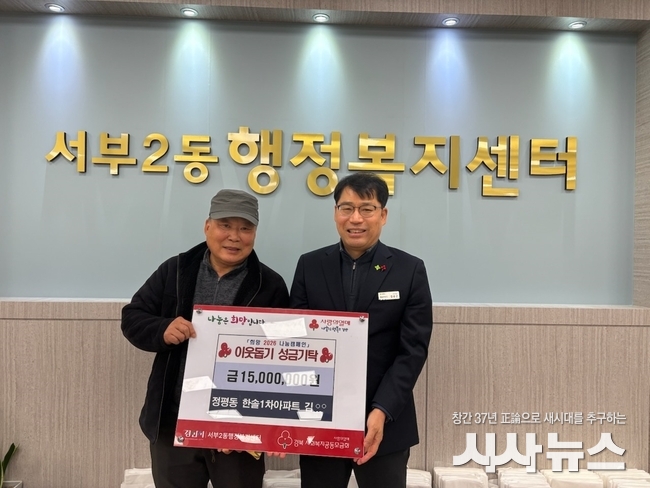 서부2동 행정복지센터
나눔은 희망입니다
사랑의열매
「희망 2026 나눔캠페인」
이웃돕기 성금기탁
금15,000,000원
정평동 한솔1차아파트 김○○
서부2동행정복지센터
경북 사회복지공동모금회
창간 37년 正論으로 새시대를 추구하는
시사뉴스